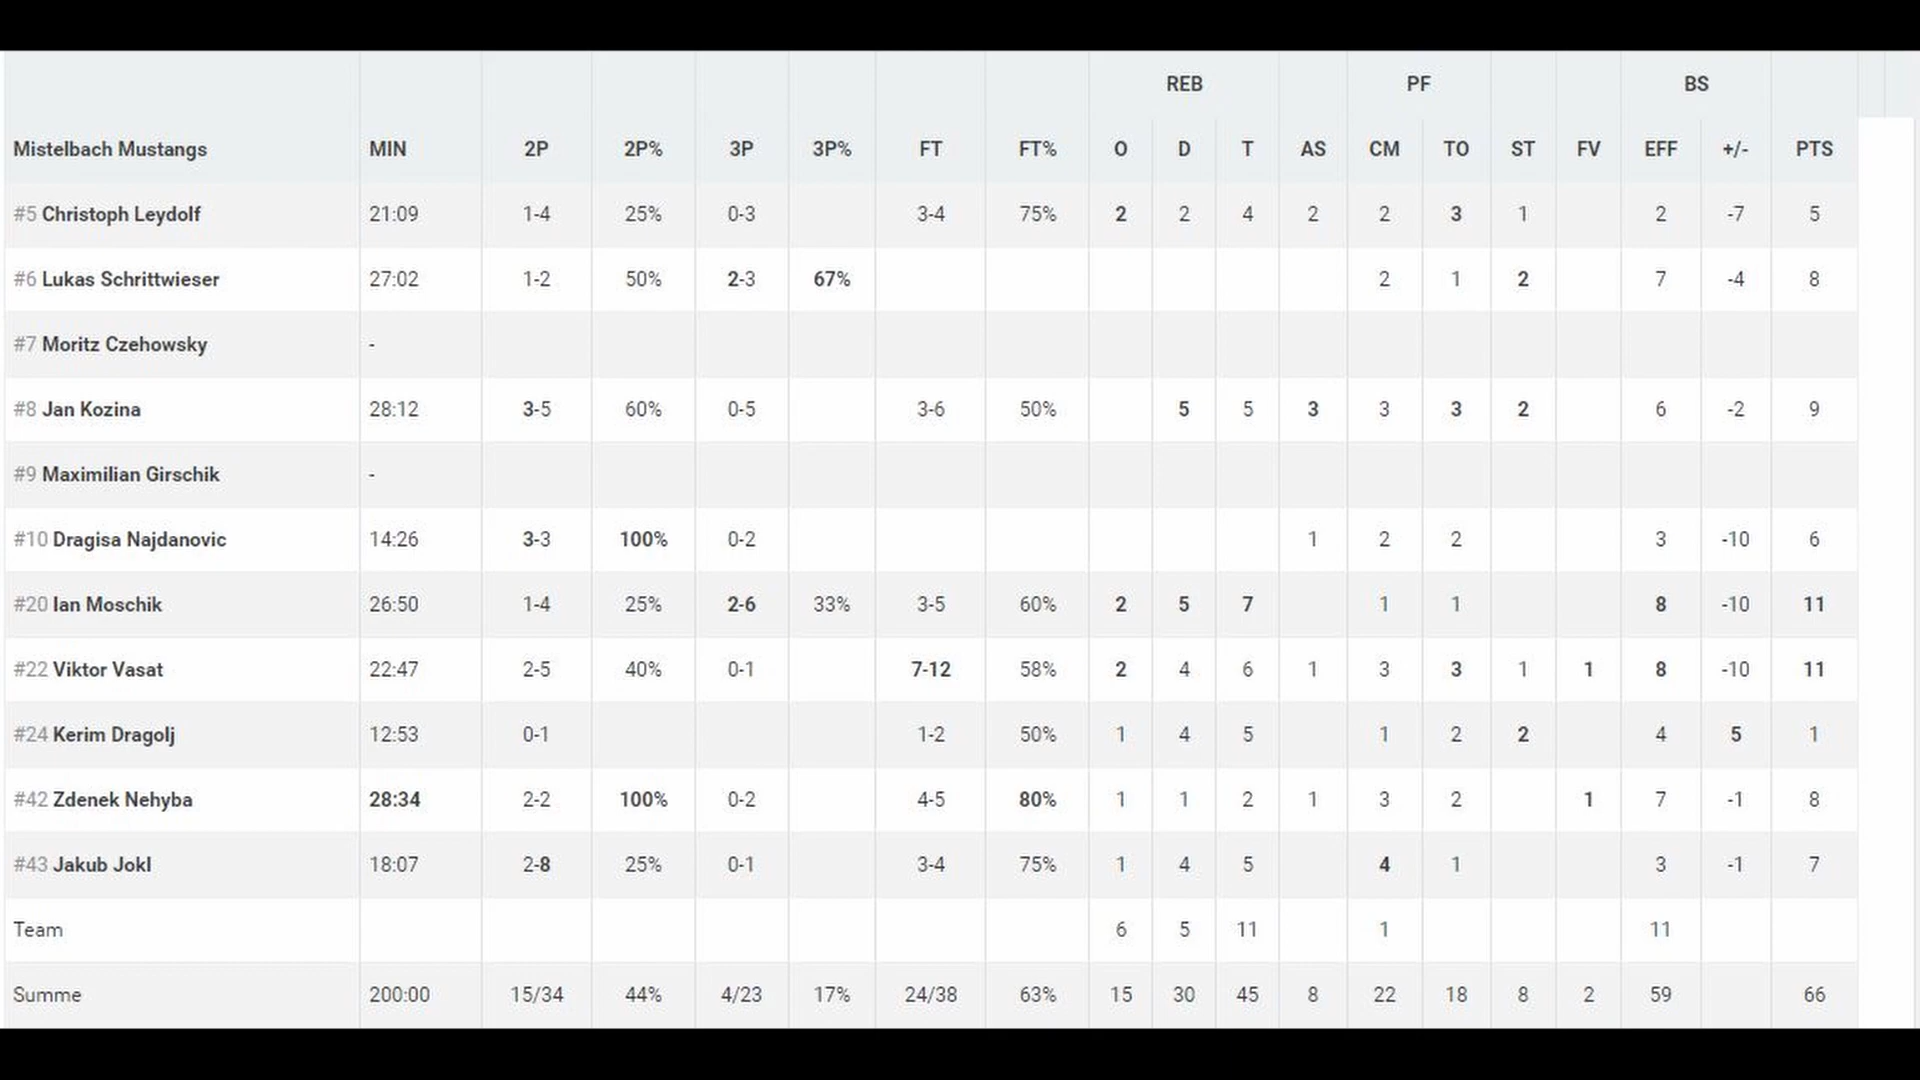 REB PF BS
Mistelbach Mustangs MIN 2P 2P% 3P 3P% FT FT% O D T AS CM TO ST FV EFF +/- PTS
#5 Christoph Leydolf 21:09 1-4 25% 0-3 3-4 75% 2 2 4 2 2 3 1 2 -7 5
#6 Lukas Schrittwieser 27:02 1-2 50% 2-3 67% 2 1 2 7 -4 8
#7 Moritz Czehowsky -
#8 Jan Kozina 28:12 3-5 60% 0-5 3-6 50% 5 5 3 3 3 2 6 -2 9
#9 Maximilian Girschik -
#10 Dragisa Najdanovic 14:26 3-3 100% 0-2 1 2 2 3 -10 6
#20 Ian Moschik 26:50 1-4 25% 2-6 33% 3-5 60% 2 5 7 1 1 8 -10 11
#22 Viktor Vasat 22:47 2-5 40% 0-1 7-12 58% 2 4 6 1 3 3 1 1 8 -10 11
#24 Kerim Dragolj 12:53 0-1 1-2 50% 1 4 5 1 2 2 4 5 1
#42 Zdenek Nehyba 28:34 2-2 100% 0-2 4-5 80% 1 1 2 1 3 2 1 7 -1 8
#43 Jakub Jokl 18:07 2-8 25% 0-1 3-4 75% 1 4 5 4 1 3 -1 7
Team 6 5 11 1 11
Summe 200:00 15/34 44% 4/23 17% 24/38 63% 15 30 45 8 22 18 8 2 59 66